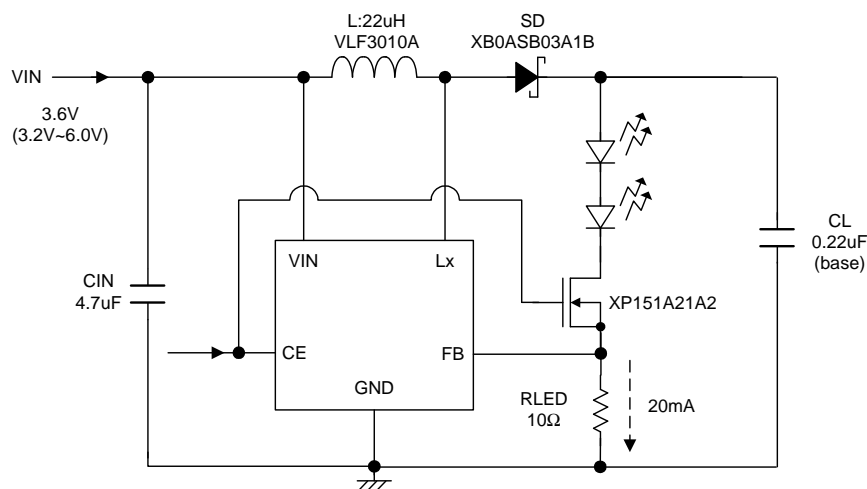 L:22uH
VLF3010A
SD
XB0ASB03A1B
VIN
3.6V
(3.2V~6.0V)
VIN
Lx
CIN
4.7uF
CL
0.22uF
(base)
XP151A21A2
CE
FB
GND
RLED
10Ω
20mA